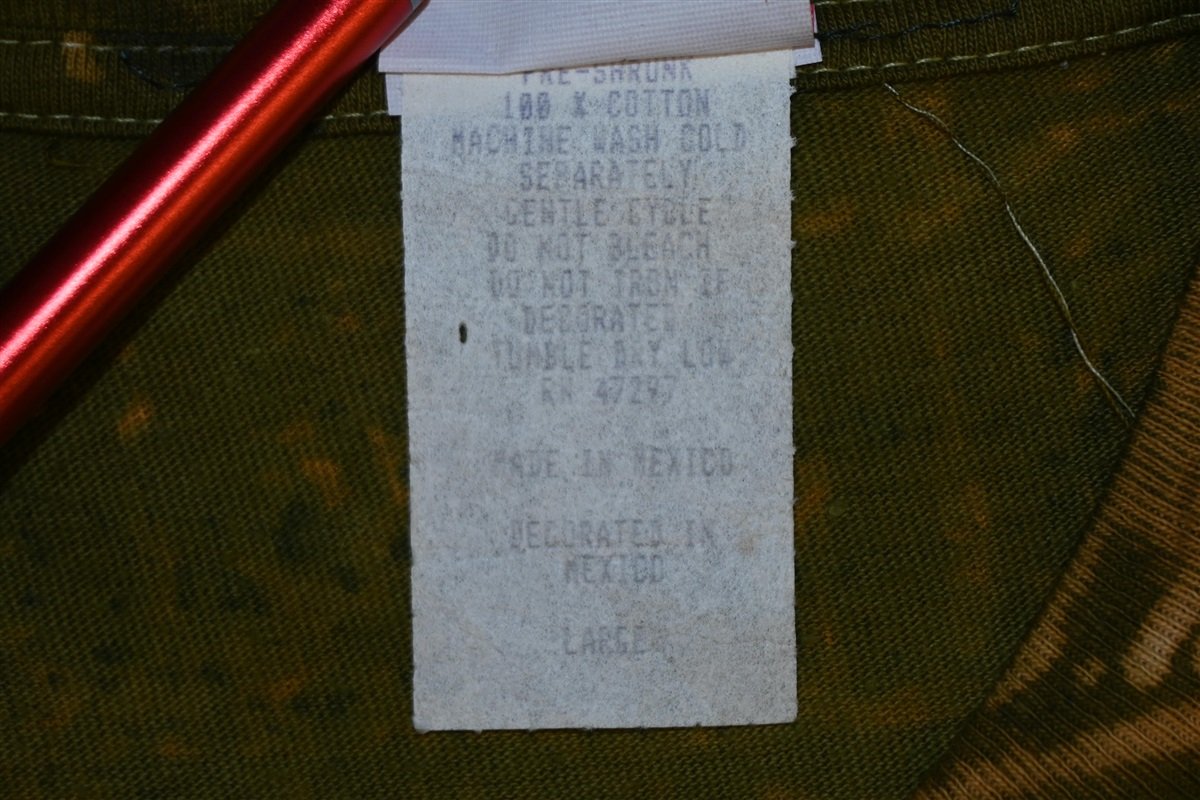 PRE-SHRUNK
100 % COTTON
MACHINE WASH COLD
SEPARATELY
GENTLE CYCLE
DO NOT BLEACH
DO NOT IRON IF
DECORATED
TUMBLE DRY LOW
RN 47297
MADE IN MEXICO
DECORATED IN
MEXICO
LARGE